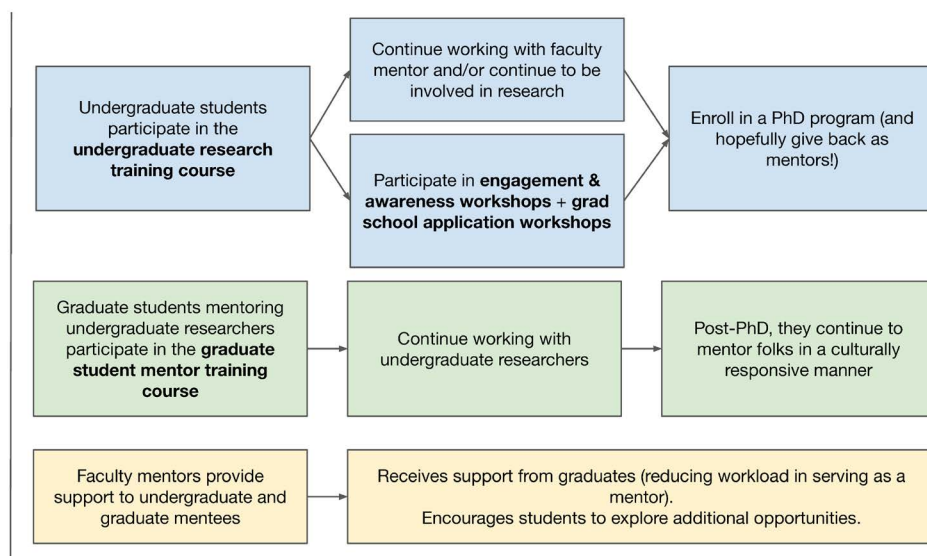 Undergraduate students
participate in the
undergraduate research
training course
Continue working with faculty
mentor and/or continue to be
involved in research
Participate in engagement &
awareness workshops + grad
school application workshops
Enroll in a PhD program (and
hopefully give back as
mentors!)
Graduate students mentoring
undergraduate researchers
participate in the graduate
student mentor training
course
Continue working with
undergraduate researchers
Post-PhD, they continue to
mentor folks in a culturally
responsive manner
Faculty mentors provide
support to undergraduate and
graduate mentees
Receives support from graduates (reducing workload in serving as a
mentor).
Encourages students to explore additional opportunities.